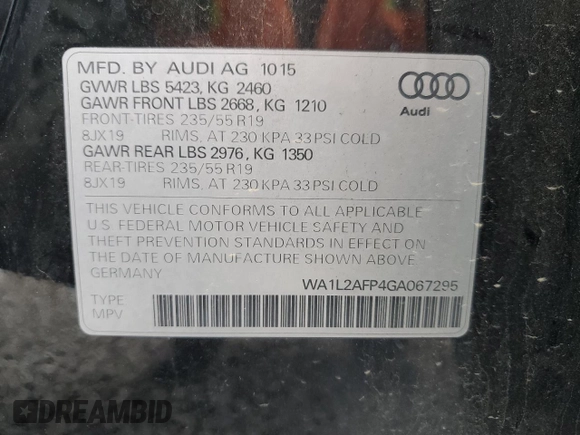 MFD. BY AUDI AG 10 15
GVWR LBS 5423, KG 2460
GAWR FRONT LBS 2668, KG 1210
FRONT-TIRES 235/55 R19
8JX19 RIMS, AT 230 KPA 33 PSI COLD
GAWR REAR LBS 2976, KG 1350
REAR-TIRES 235/55 R19
8JX19 RIMS, AT 230 KPA 33 PSI COLD
Audi
THIS VEHICLE CONFORMS TO ALL APPLICABLE
U.S. FEDERAL MOTOR VEHICLE SAFETY AND
THEFT PREVENTION STANDARDS IN EFFECT ON
THE DATE OF MANUFACTURE SHOWN ABOVE
GERMANY WA1L2AFP4GA067295
TYPE
MPV
DREAMBID